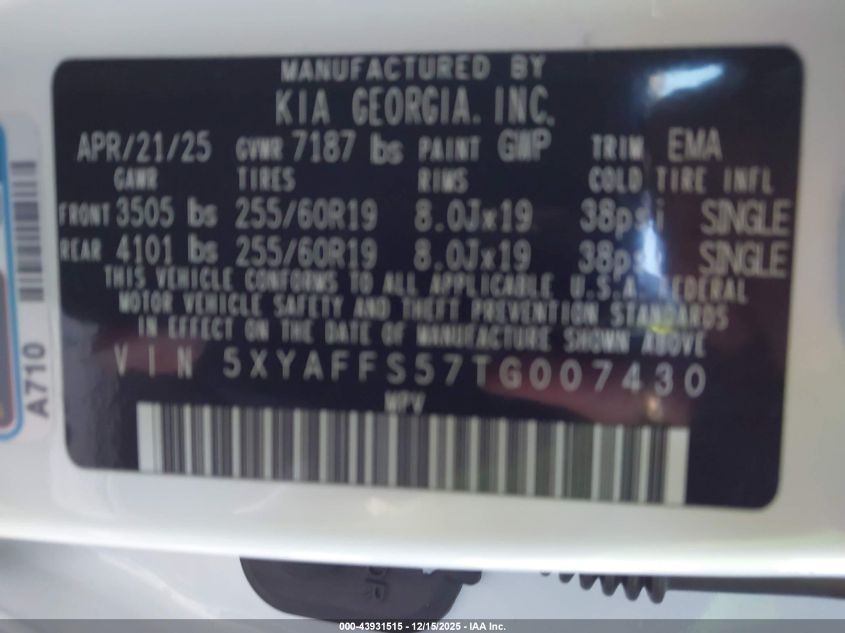 MANUFACTURED BY
KIA GEORGIA. INC.
APR/21/25 GVWR 7187 lbs PAINT GWP TRIM EMA
GAWR TIRES RIMS COLD TIRE INFL
FRONT 3505 lbs 255/60R19 8.0Jx19 38psi SINGLE
REAR 4101 lbs 255/60R19 8.0Jx19 38psi SINGLE
THIS VEHICLE CONFORMS TO ALL APPLICABLE U.S.A. FEDERAL
MOTOR VEHICLE SAFETY AND THEFT PREVENTION STANDARDS
IN EFFECT ON THE DATE OF MANUFACTURE SHOWN ABOVE
VIN 5XYAFFS57TG007430
MPV
A710
000-43931515 - 12/15/2025 - IAA Inc.